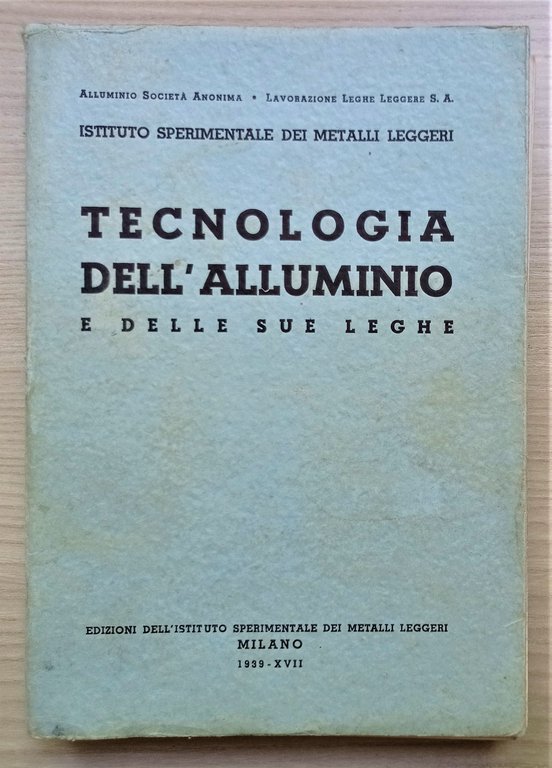 Alluminio Società Anonima • Lavorazione Leghe Leggere S. A.
ISTITUTO SPERIMENTALE DEI METALLI LEGGERI
TECNOLOGIA
DELL'ALLUMINIO
E DELLE SUE LEGHE
EDIZIONI DELL'ISTITUTO SPERIMENTALE DEI METALLI LEGGERI
MILANO
1939-XVII